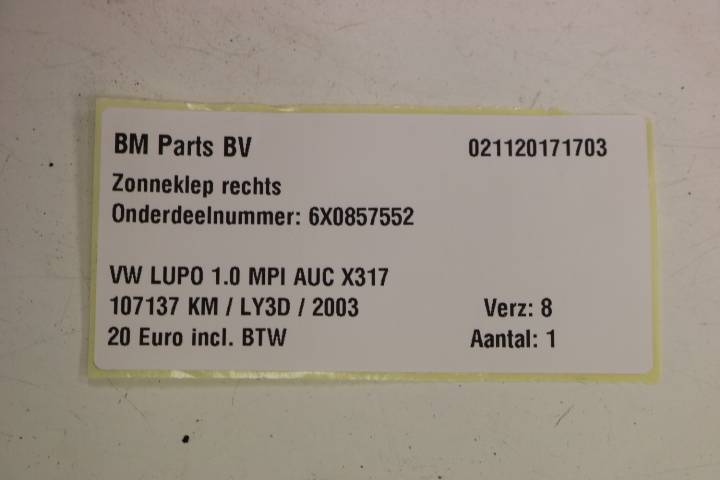 BM Parts BV 021120171703
Zonneklep rechts
Onderdeelnummer: 6X0857552
VW LUPO 1.0 MPI AUC X317
107137 KM / LY3D / 2003 Verz: 8
20 Euro incl. BTW Aantal: 1